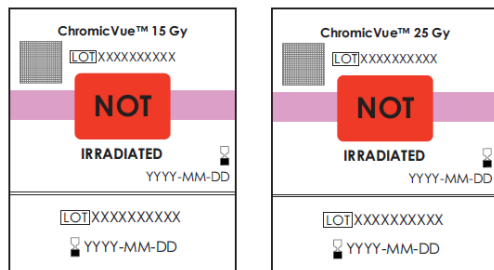 ChromicVue™ 15 Gy
LOT XXXXXXXXXX
NOT
IRRADIATED
YYYY-MM-DD
LOT XXXXXXXXXX
YYYY-MM-DD
ChromicVue™ 25 Gy
LOT XXXXXXXXXX
NOT
IRRADIATED
YYYY-MM-DD
LOT XXXXXXXXXX
YYYY-MM-DD